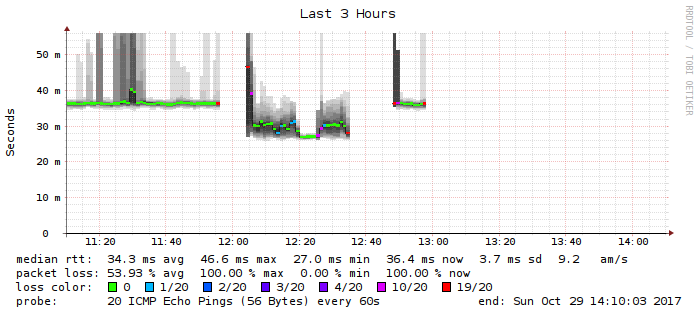 Last 3 Hours
RRDTOOL / TOBI OETIKER
Seconds
50 m
40 m
30 m
20 m
10 m
0
11:20 11:40 12:00 12:20 12:40 13:00 13:20 13:40 14:00
median rtt: 34.3 ms avg 46.6 ms max 27.0 ms min 36.4 ms now 3.7 ms sd 9.2 am/s
packet loss: 53.93 % avg 100.00 % max 0.00 % min 100.00 % now
loss color: 0 1/20 2/20 3/20 4/20 10/20 19/20
probe: 20 ICMP Echo Pings (56 Bytes) every 60s end: Sun Oct 29 14:10:03 2017